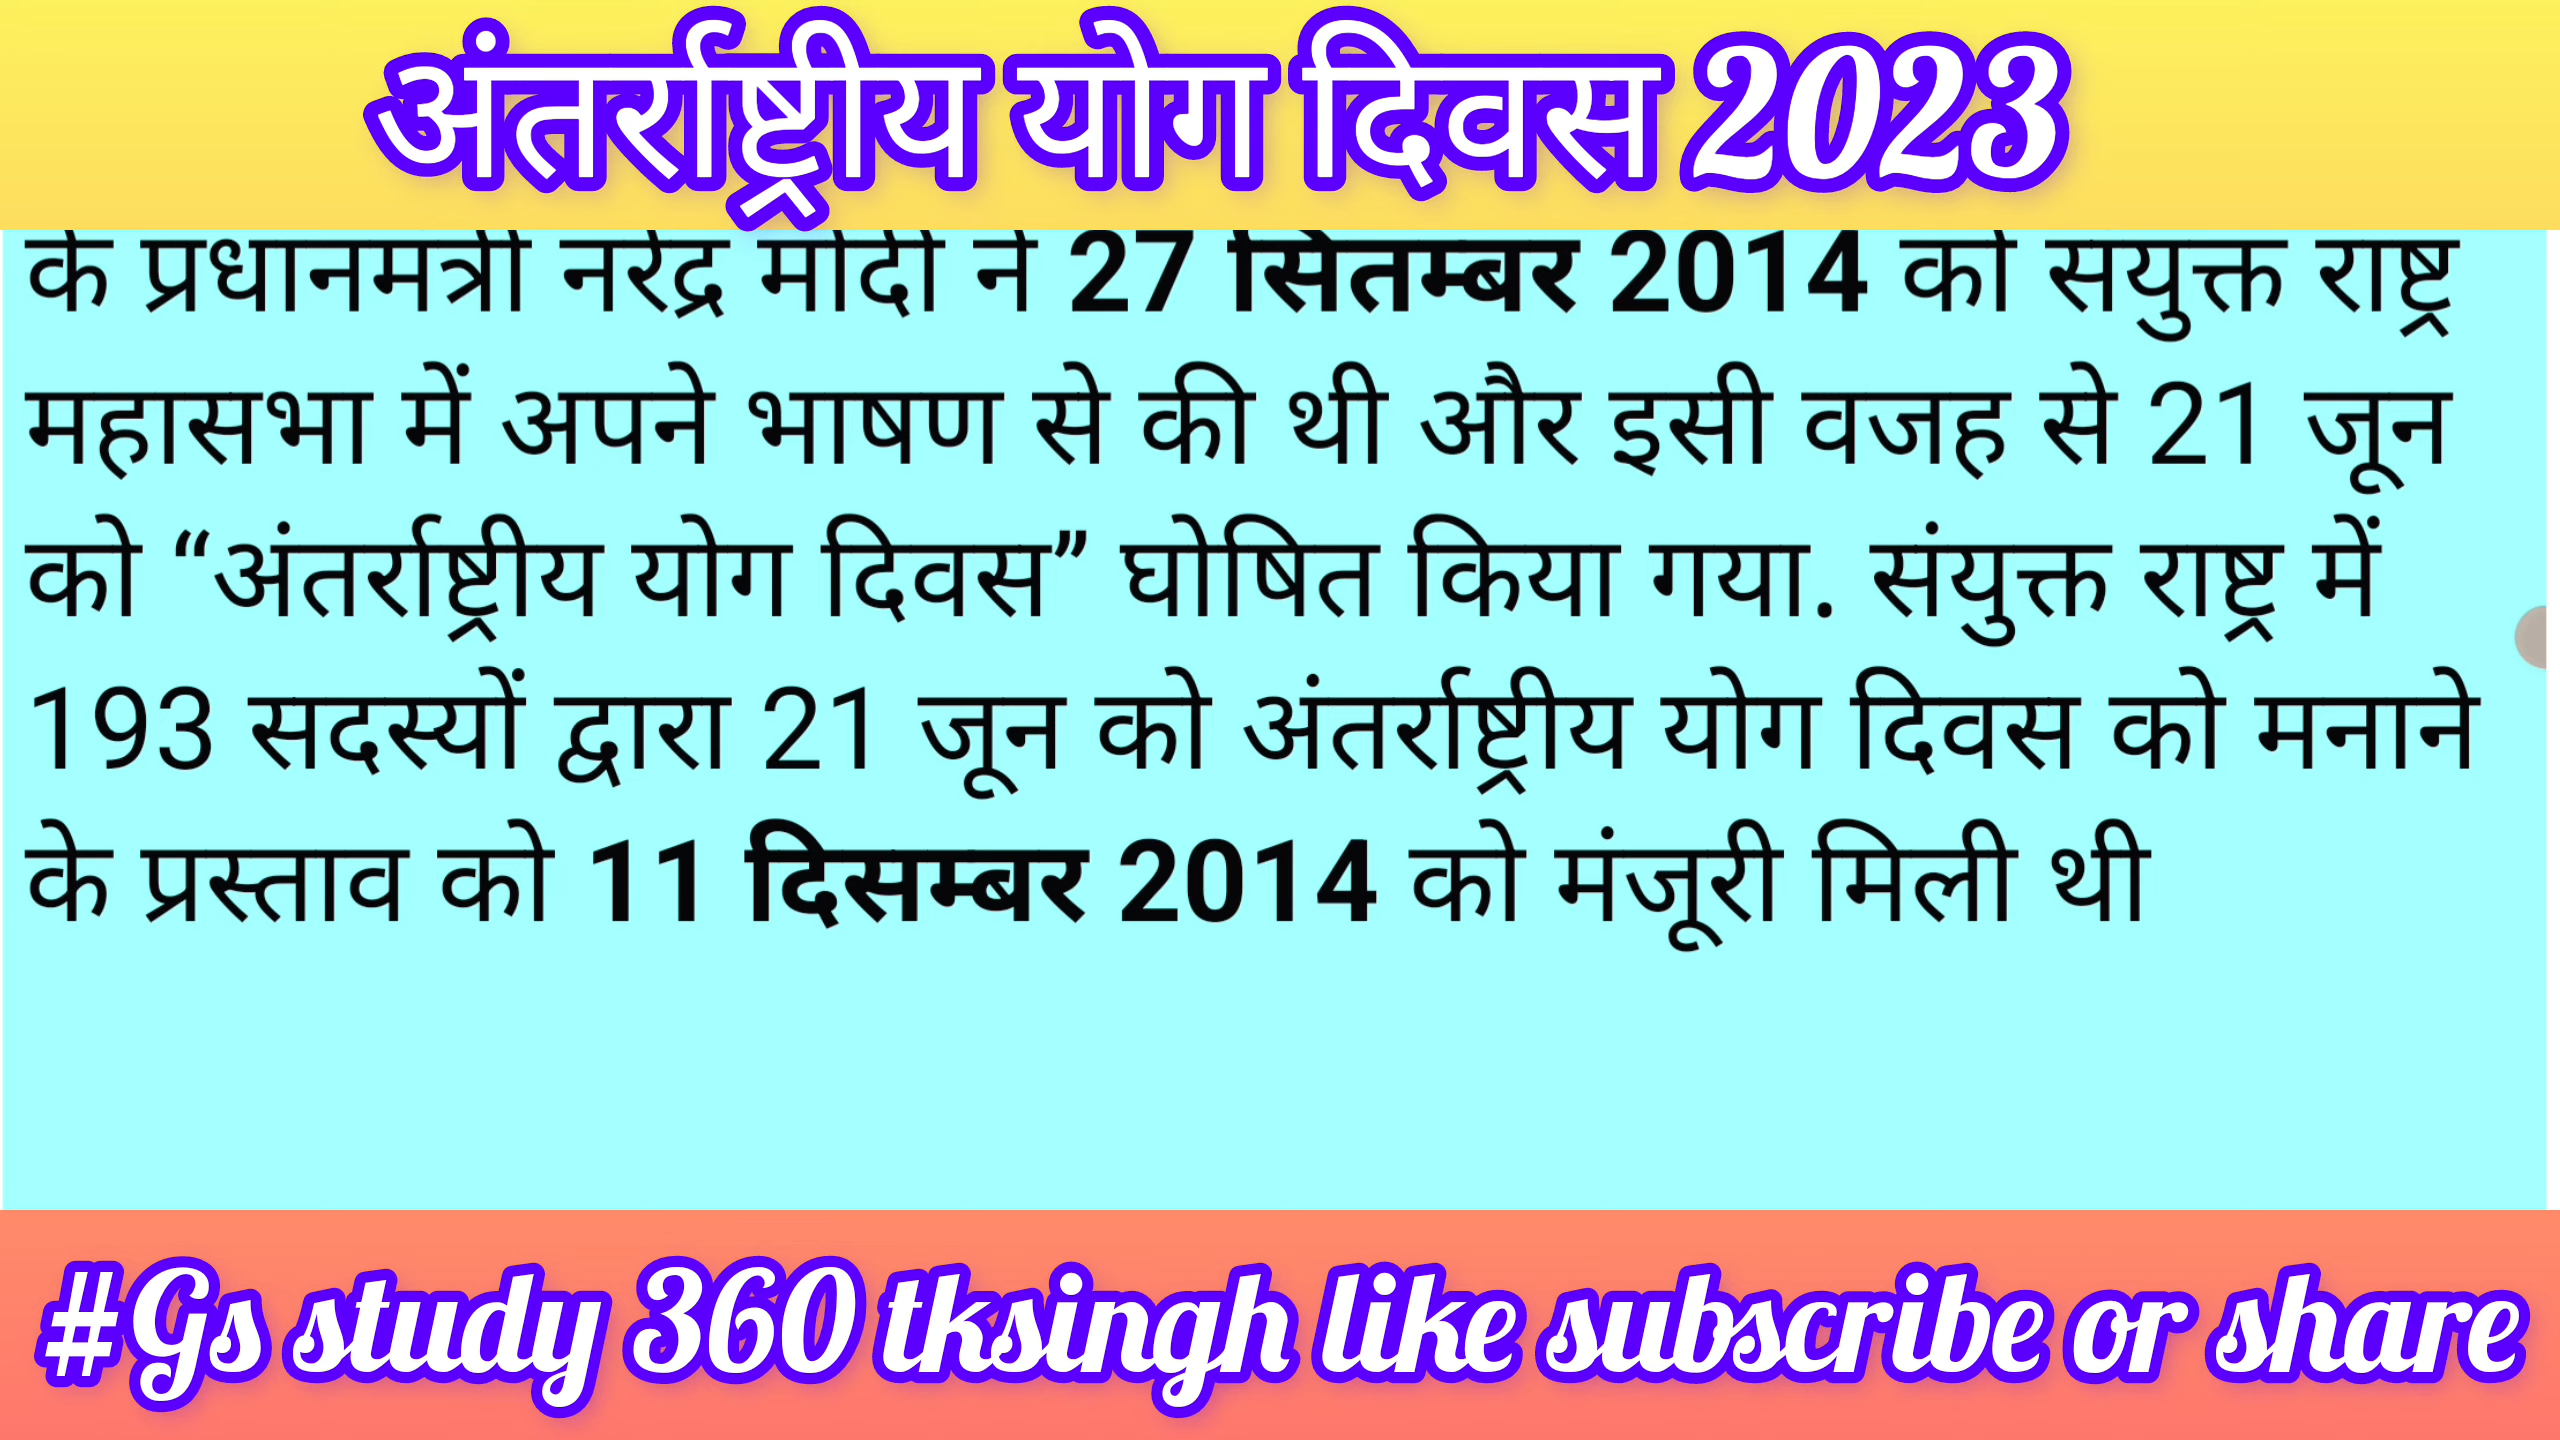 अंतर्राष्ट्रीय योग दिवस 2023
के प्रधानमंत्री नरेंद्र मोदी ने 27 सितम्बर 2014 को संयुक्त राष्ट्र
महासभा में अपने भाषण से की थी और इसी वजह से 21 जून
को “अंतर्राष्ट्रीय योग दिवस” घोषित किया गया. संयुक्त राष्ट्र में
193 सदस्यों द्वारा 21 जून को अंतर्राष्ट्रीय योग दिवस को मनाने
के प्रस्ताव को 11 दिसम्बर 2014 को मंजूरी मिली थी
#Gs study 360 tksingh like subscribe or share